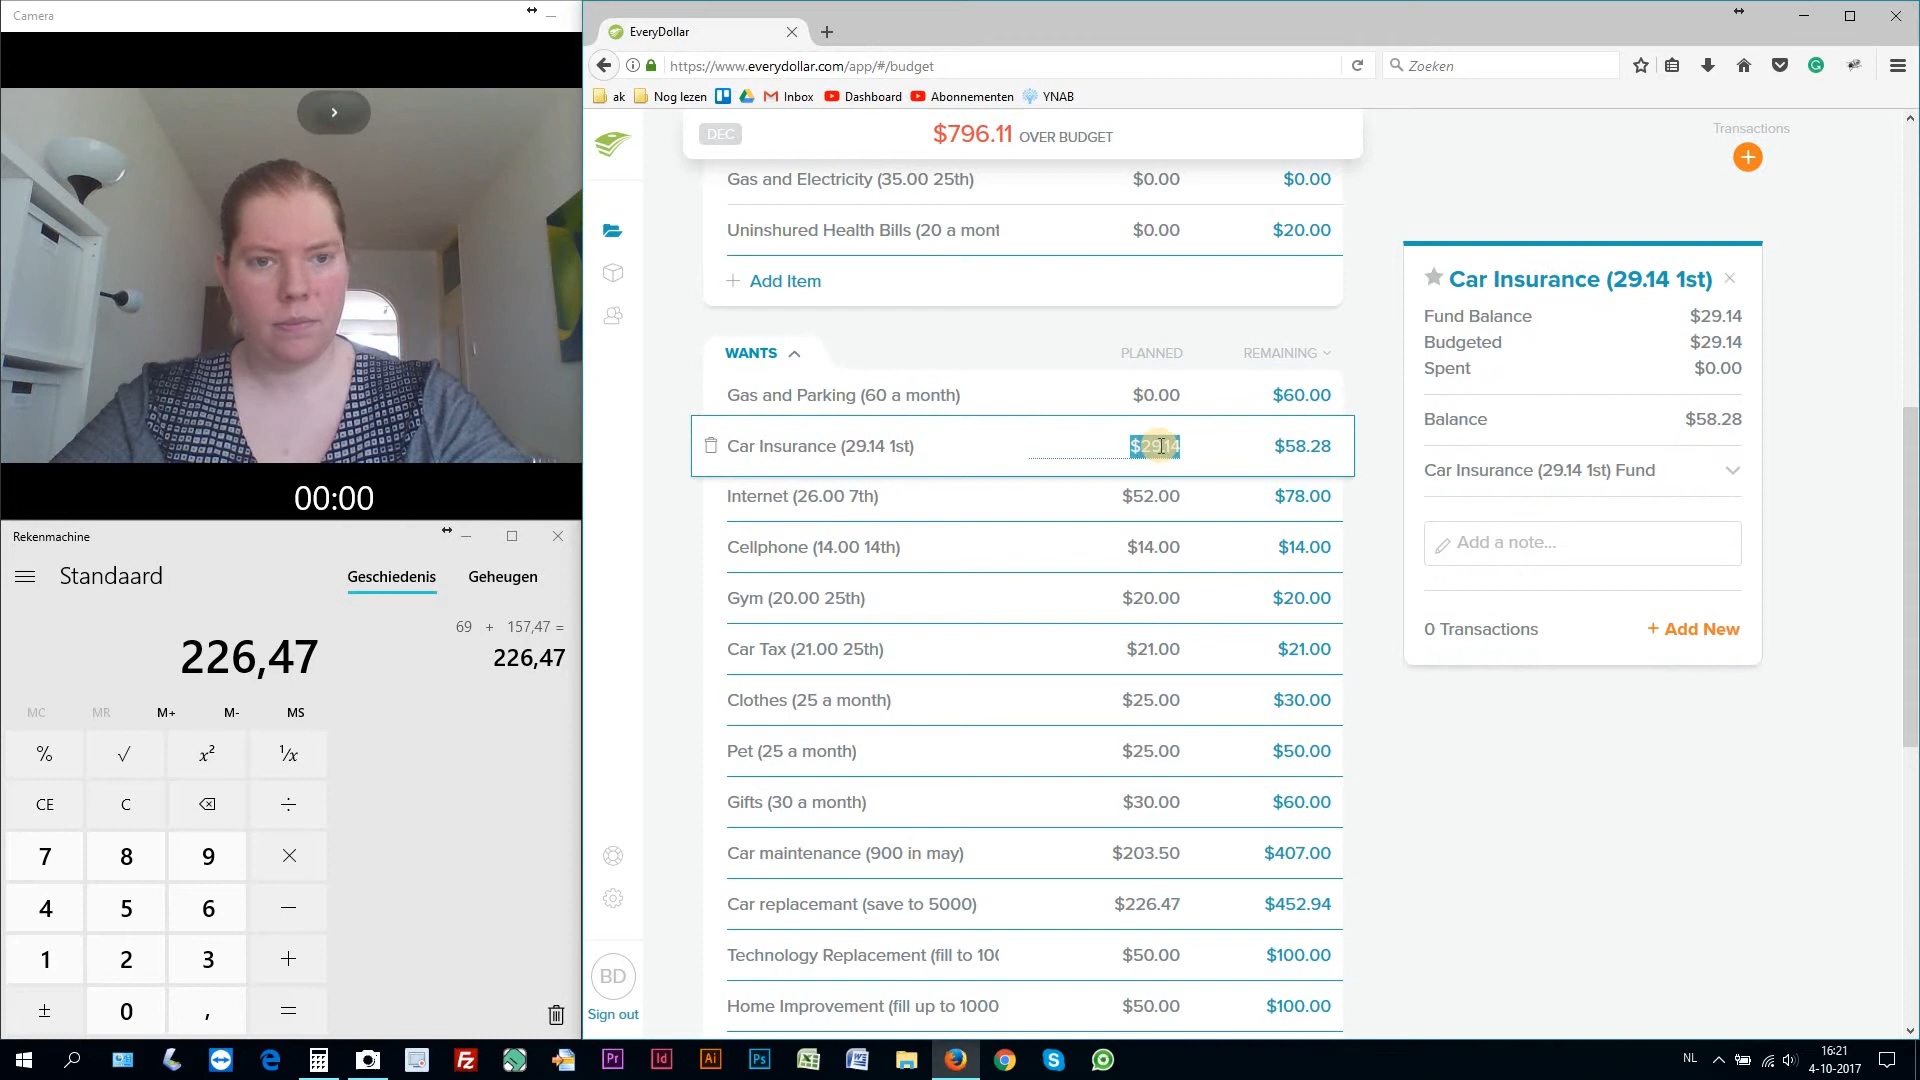 Camera
00:00
Rekenmachine
Standaard
Geschiedenis
Geheugen
69 + 157,47 =
226,47
226,47
MC
MR
M+
M-
MS
%
√
x²
¹/x
CE
C
÷
7
8
9
×
4
5
6
−
1
2
3
+
±
0
,
=
EveryDollar
https://www.everydollar.com/app/#/budget
Zoeken
ak
Nog lezen
Inbox
Dashboard
Abonnementen
YNAB
DEC
$796.11 OVER BUDGET
Transactions
Gas and Electricity (35.00 25th) $0.00 $0.00
Uninshured Health Bills (20 a mont $0.00 $20.00
Add Item
WANTS PLANNED REMAINING
Gas and Parking (60 a month) $0.00 $60.00
Car Insurance (29.14 1st) $29.14 $58.28
Internet (26.00 7th) $52.00 $78.00
Cellphone (14.00 14th) $14.00 $14.00
Gym (20.00 25th) $20.00 $20.00
Car Tax (21.00 25th) $21.00 $21.00
Clothes (25 a month) $25.00 $30.00
Pet (25 a month) $25.00 $50.00
Gifts (30 a month) $30.00 $60.00
Car maintenance (900 in may) $203.50 $407.00
Car replacemant (save to 5000) $226.47 $452.94
Technology Replacement (fill to 10( $50.00 $100.00
Home Improvement (fill up to 1000 $50.00 $100.00
BD
Sign out
Car Insurance (29.14 1st)
Fund Balance $29.14
Budgeted $29.14
Spent $0.00
Balance $58.28
Car Insurance (29.14 1st) Fund
Add a note...
0 Transactions + Add New
Pr
Id
Ai
Ps
NL
16:21
4-10-2017